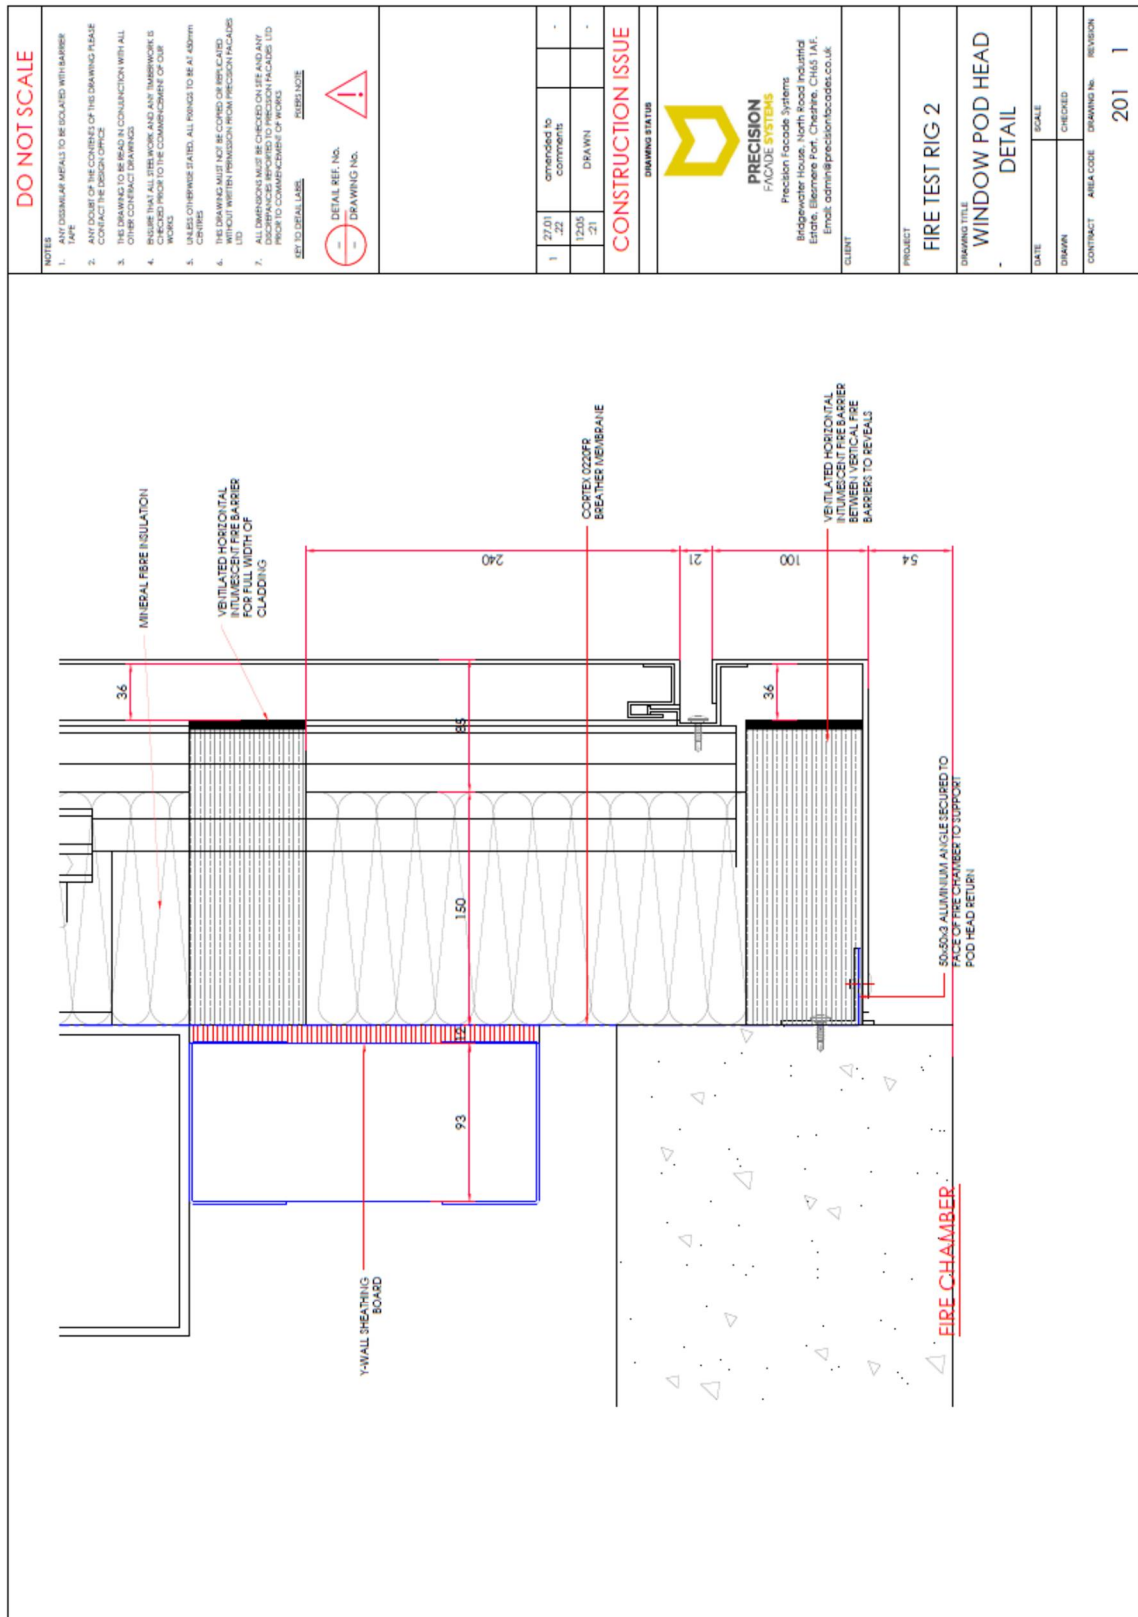 DO NOT SCALE
NOTES
1. ANY DISSIMILAR MEALS TO BE ISOLATED WITH BARRIER
TAPE
2. ANY DOUBT OF THE CONTENTS OF THIS DRAWING PLEASE
CONTACT THE DESIGN OFFICE
3. THIS DRAWING TO BE READ IN CONJUNCTION WITH ALL
OTHER CONTRACT DRAWINGS
4. ENSURE THAT ALL STEELWORK AND ANY TIMBERWORK IS
CHECKED PRIOR TO THE COMMENCEMENT OF OUR
WORKS
5. UNLESS OTHERWISE STATED, ALL FIXINGS TO BE AT 450mm
CENTRES
6. THIS DRAWING MUST NOT BE COPIED OR REPLICATED
WITHOUT WRITTEN PERMISSION FROM PRECISION FACADES
LTD
7. ALL DIMENSIONS MUST BE CHECKED ON SITE AND ANY
DISCREPANCIES REPORTED TO PRECISION FACADES LTD
PRIOR TO COMMENCEMENT OF WORKS
KEY TO DETAIL LABEL
FIXERS NOTE
DETAIL REF. No.
DRAWING No.
1 27.01 .22 amended to comments -
12.05 .21 DRAWN -
CONSTRUCTION ISSUE
DRAWING STATUS
PRECISION
FACADE SYSTEMS
Precision Facade Systems
Bridgewater House, North Road Industrial
Estate, Ellesmere Port, Cheshire, CH65 1AF.
Email: admin@precisionfacades.co.uk
CLIENT
PROJECT
FIRE TEST RIG 2
DRAWING TITLE
WINDOW POD HEAD
- DETAIL
DATE
SCALE
DRAWN
CHECKED
CONTRACT
AREA CODE
DRAWING No.
REVISION
201
1
MINERAL FIBRE INSULATION
VENTILATED HORIZONTAL
INTUMESCENT FIRE BARRIER
FOR FULL WIDTH OF
CLADDING
CORTEX 0220FR
BREATHER MEMBRANE
VENTILATED HORIZONTAL
INTUMESCENT FIRE BARRIER
BETWEEN VERTICAL FIRE
BARRIERS TO REVEALS
240
21
100
54
36
85
36
150
12
93
50x50x3 ALUMINIUM ANGLE SECURED TO
FACE OF FIRE CHAMBER TO SUPPORT
POD HEAD RETURN
Y-WALL SHEATHING
BOARD
FIRE CHAMBER